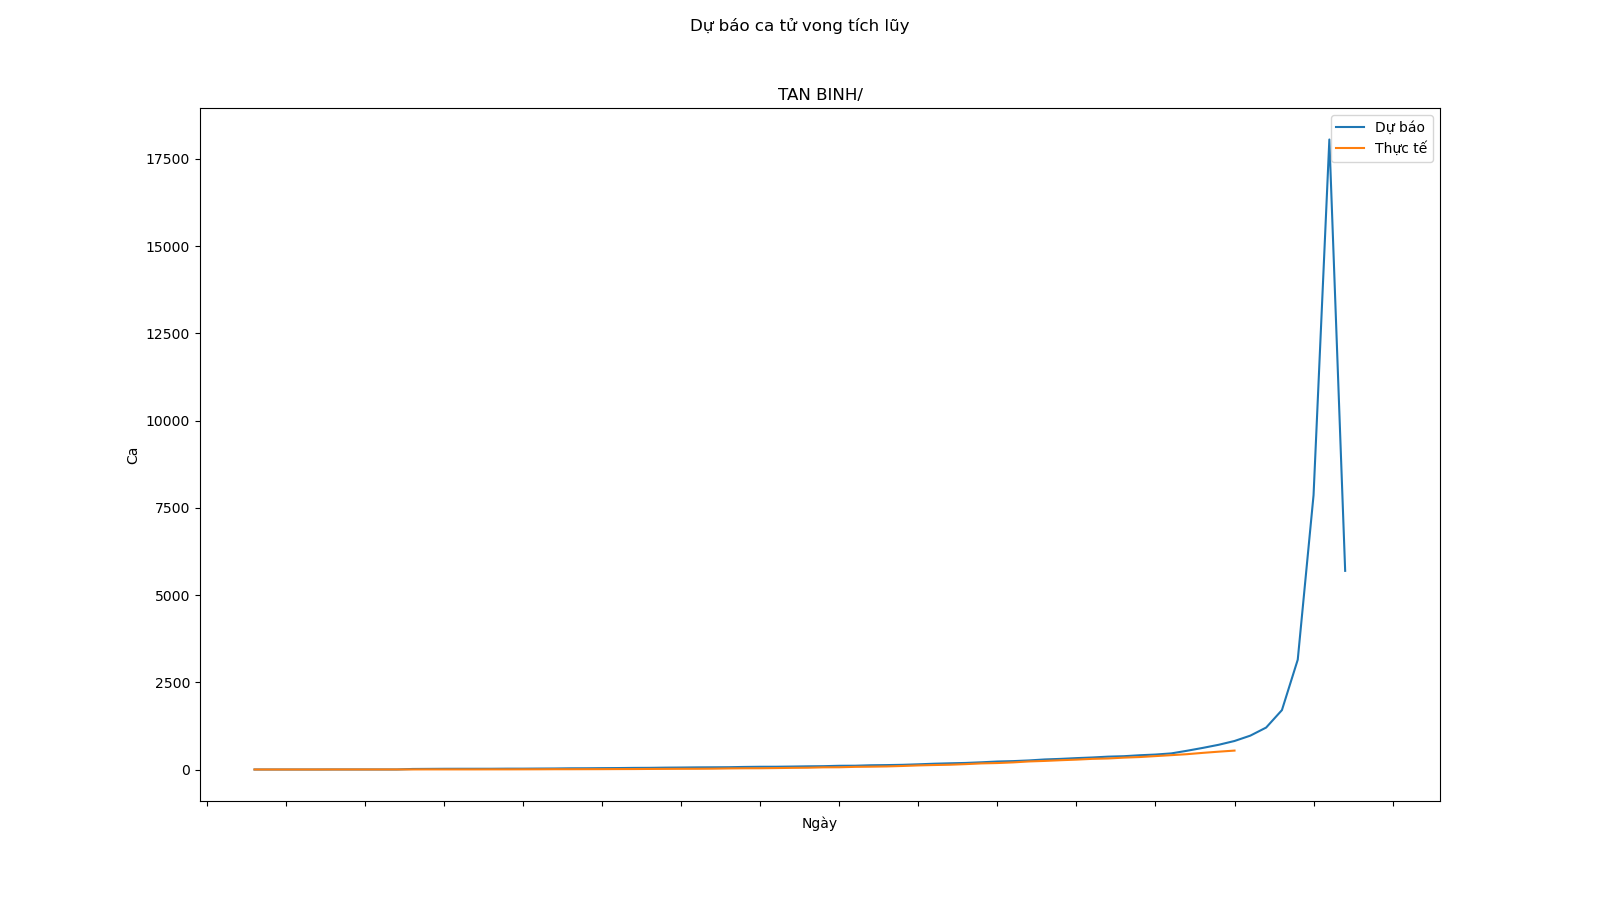 Dự báo ca tử vong tích lũy
TAN BINH/
Dự báo
Thực tế
17500
15000
12500
10000
7500
5000
2500
0
Ca
Ngày